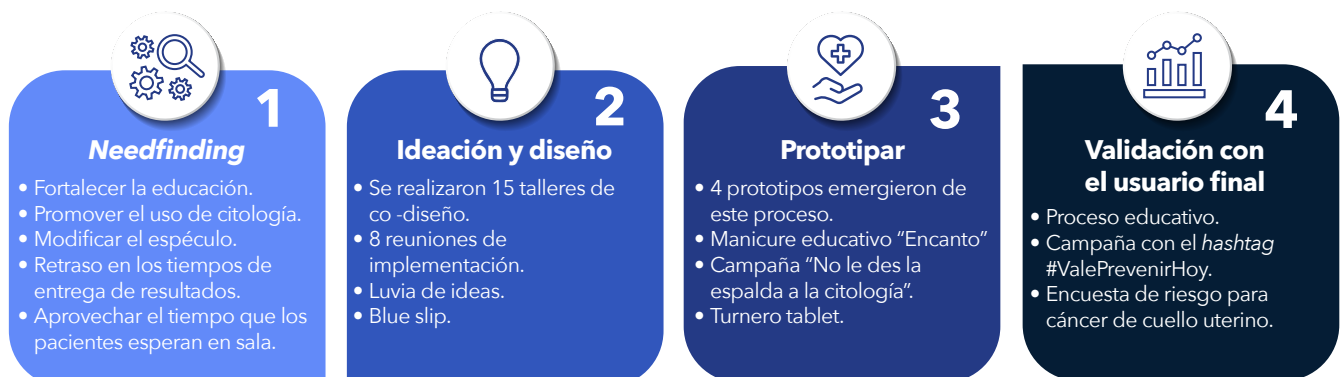 1
Needfinding
• Fortalecer la educación.
• Promover el uso de citología.
• Modificar el espéculo.
• Retraso en los tiempos de
entrega de resultados.
• Aprovechar el tiempo que los
pacientes esperan en sala.
2
Ideación y diseño
• Se realizaron 15 talleres de
co -diseño.
• 8 reuniones de
implementación.
• Luvia de ideas.
• Blue slip.
3
Prototipar
• 4 prototipos emergieron de
este proceso.
• Manicure educativo “Encanto”
• Campaña “No le des la
espalda a la citología”.
• Turnero tablet.
4
Validación con
el usuario final
• Proceso educativo.
• Campaña con el hashtag
#ValePrevenirHoy.
• Encuesta de riesgo para
cáncer de cuello uterino.